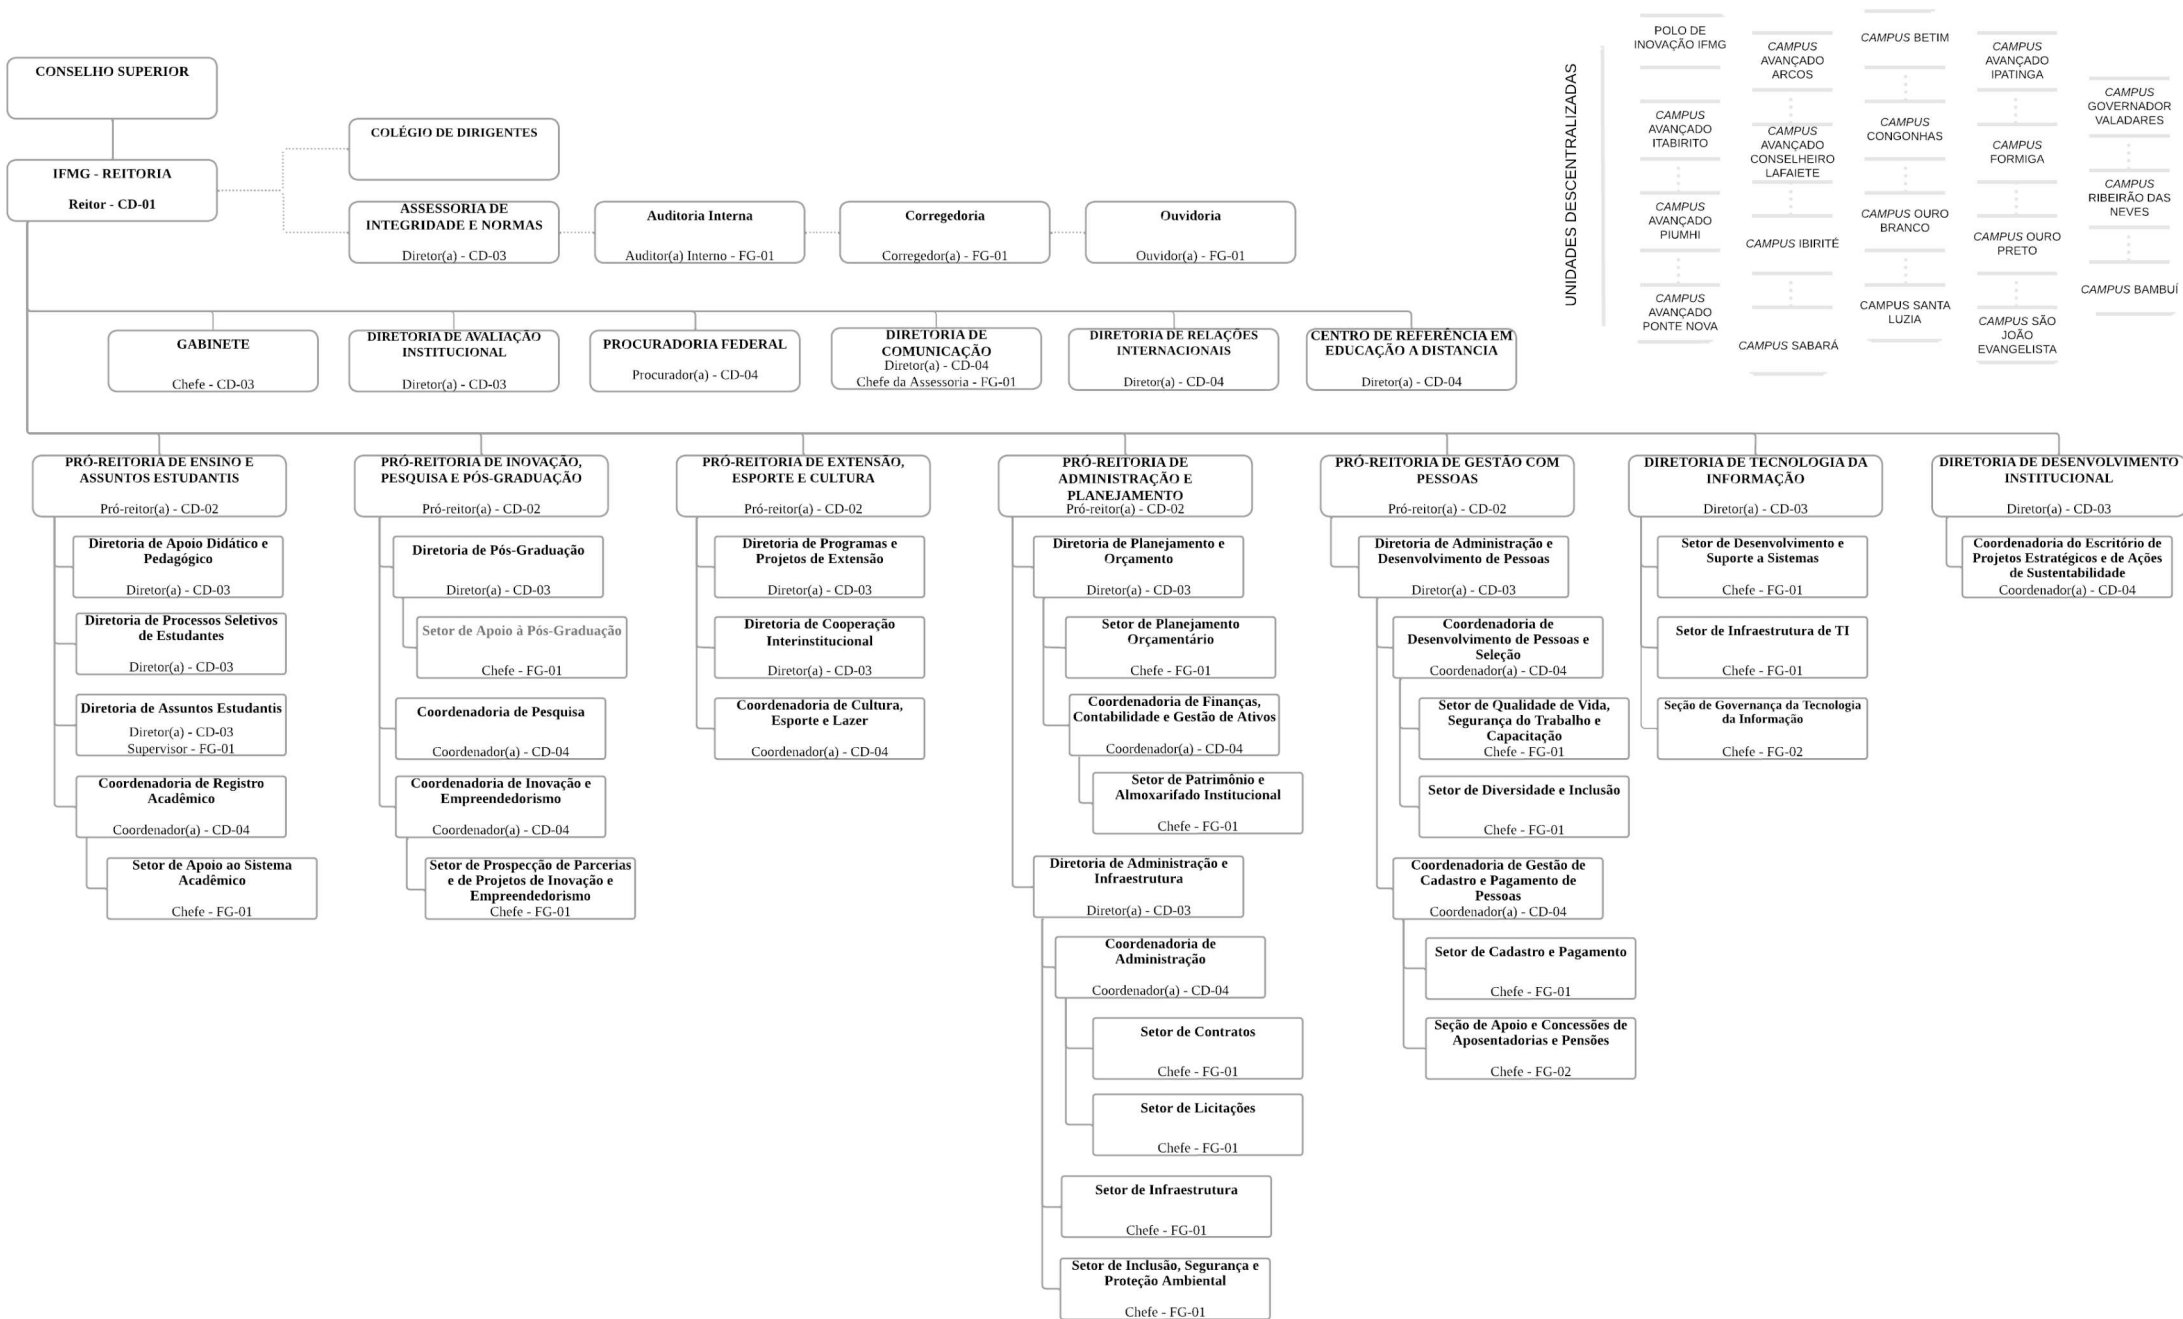 CONSELHO SUPERIOR
IFMG - REITORIA
Reitor - CD-01
COLÉGIO DE DIRIGENTES
ASSESSORIA DE
INTEGRIDADE E NORMAS
Diretor(a) - CD-03
Auditoria Interna
Auditor(a) Interno - FG-01
Corregedoria
Corregedor(a) - FG-01
Ouvidoria
Ouvidor(a) - FG-01
UNIDADES DESCENTRALIZADAS
POLO DE
INOVAÇÃO IFMG
CAMPUS
AVANÇADO
ITABIRITO
CAMPUS
AVANÇADO
PIUMHI
CAMPUS
AVANÇADO
PONTE NOVA
CAMPUS
AVANÇADO
ARCOS
CAMPUS
AVANÇADO
CONSELHEIRO
LAFAIETE
CAMPUS IBIRITÉ
CAMPUS SABARÁ
CAMPUS BETIM
CAMPUS
CONGONHAS
CAMPUS OURO
BRANCO
CAMPUS SANTA
LUZIA
CAMPUS
AVANÇADO
IPATINGA
CAMPUS
FORMIGA
CAMPUS OURO
PRETO
CAMPUS SÃO
JOÃO
EVANGELISTA
CAMPUS
GOVERNADOR
VALADARES
CAMPUS
RIBEIRÃO DAS
NEVES
CAMPUS BAMBUÍ
GABINETE
Chefe - CD-03
DIRETORIA DE AVALIAÇÃO
INSTITUCIONAL
Diretor(a) - CD-03
PROCURADORIA FEDERAL
Procurador(a) - CD-04
DIRETORIA DE
COMUNICAÇÃO
Diretor(a) - CD-04
Chefe da Assessoria - FG-01
DIRETORIA DE RELAÇÕES
INTERNACIONAIS
Diretor(a) - CD-04
CENTRO DE REFERÊNCIA EM
EDUCAÇÃO A DISTANCIA
Diretor(a) - CD-04
PRÓ-REITORIA DE ENSINO E
ASSUNTOS ESTUDANTIS
Pró-reitor(a) - CD-02
Diretoria de Apoio Didático e
Pedagógico
Diretor(a) - CD-03
Diretoria de Processos Seletivos
de Estudantes
Diretor(a) - CD-03
Diretoria de Assuntos Estudantis
Diretor(a) - CD-03
Supervisor - FG-01
Coordenadoria de Registro
Acadêmico
Coordenador(a) - CD-04
Setor de Apoio ao Sistema
Acadêmico
Chefe - FG-01
PRÓ-REITORIA DE INOVAÇÃO,
PESQUISA E PÓS-GRADUAÇÃO
Pró-reitor(a) - CD-02
Diretoria de Pós-Graduação
Diretor(a) - CD-03
Setor de Apoio à Pós-Graduação
Chefe - FG-01
Coordenadoria de Pesquisa
Coordenador(a) - CD-04
Coordenadoria de Inovação e
Empreendedorismo
Coordenador(a) - CD-04
Setor de Prospecção de Parcerias
e de Projetos de Inovação e
Empreendedorismo
Chefe - FG-01
PRÓ-REITORIA DE EXTENSÃO,
ESPORTE E CULTURA
Pró-reitor(a) - CD-02
Diretoria de Programas e
Projetos de Extensão
Diretor(a) - CD-03
Diretoria de Cooperação
Interinstitucional
Diretor(a) - CD-03
Coordenadoria de Cultura,
Esporte e Lazer
Coordenador(a) - CD-04
PRÓ-REITORIA DE
ADMINISTRAÇÃO E
PLANEJAMENTO
Pró-reitor(a) - CD-02
Diretoria de Planejamento e
Orçamento
Diretor(a) - CD-03
Setor de Planejamento
Orçamentário
Chefe - FG-01
Coordenadoria de Finanças,
Contabilidade e Gestão de Ativos
Coordenador(a) - CD-04
Setor de Patrimônio e
Almoxarifado Institucional
Chefe - FG-01
Diretoria de Administração e
Infraestrutura
Diretor(a) - CD-03
Coordenadoria de
Administração
Coordenador(a) - CD-04
Setor de Contratos
Chefe - FG-01
Setor de Licitações
Chefe - FG-01
Setor de Infraestrutura
Chefe - FG-01
Setor de Inclusão, Segurança e
Proteção Ambiental
Chefe - FG-01
PRÓ-REITORIA DE GESTÃO COM
PESSOAS
Pró-reitor(a) - CD-02
Diretoria de Administração e
Desenvolvimento de Pessoas
Diretor(a) - CD-03
Coordenadoria de
Desenvolvimento de Pessoas e
Seleção
Coordenador(a) - CD-04
Setor de Qualidade de Vida,
Segurança do Trabalho e
Capacitação
Chefe - FG-01
Setor de Diversidade e Inclusão
Chefe - FG-01
Coordenadoria de Gestão de
Cadastro e Pagamento de
Pessoas
Coordenador(a) - CD-04
Setor de Cadastro e Pagamento
Chefe - FG-01
Seção de Apoio e Concessões de
Aposentadorias e Pensões
Chefe - FG-02
DIRETORIA DE TECNOLOGIA DA
INFORMAÇÃO
Diretor(a) - CD-03
Setor de Desenvolvimento e
Suporte a Sistemas
Chefe - FG-01
Setor de Infraestrutura de TI
Chefe - FG-01
Seção de Governança da Tecnologia
da Informação
Chefe - FG-02
DIRETORIA DE DESENVOLVIMENTO
INSTITUCIONAL
Diretor(a) - CD-03
Coordenadoria do Escritório de
Projetos Estratégicos e de Ações
de Sustentabilidade
Coordenador(a) - CD-04